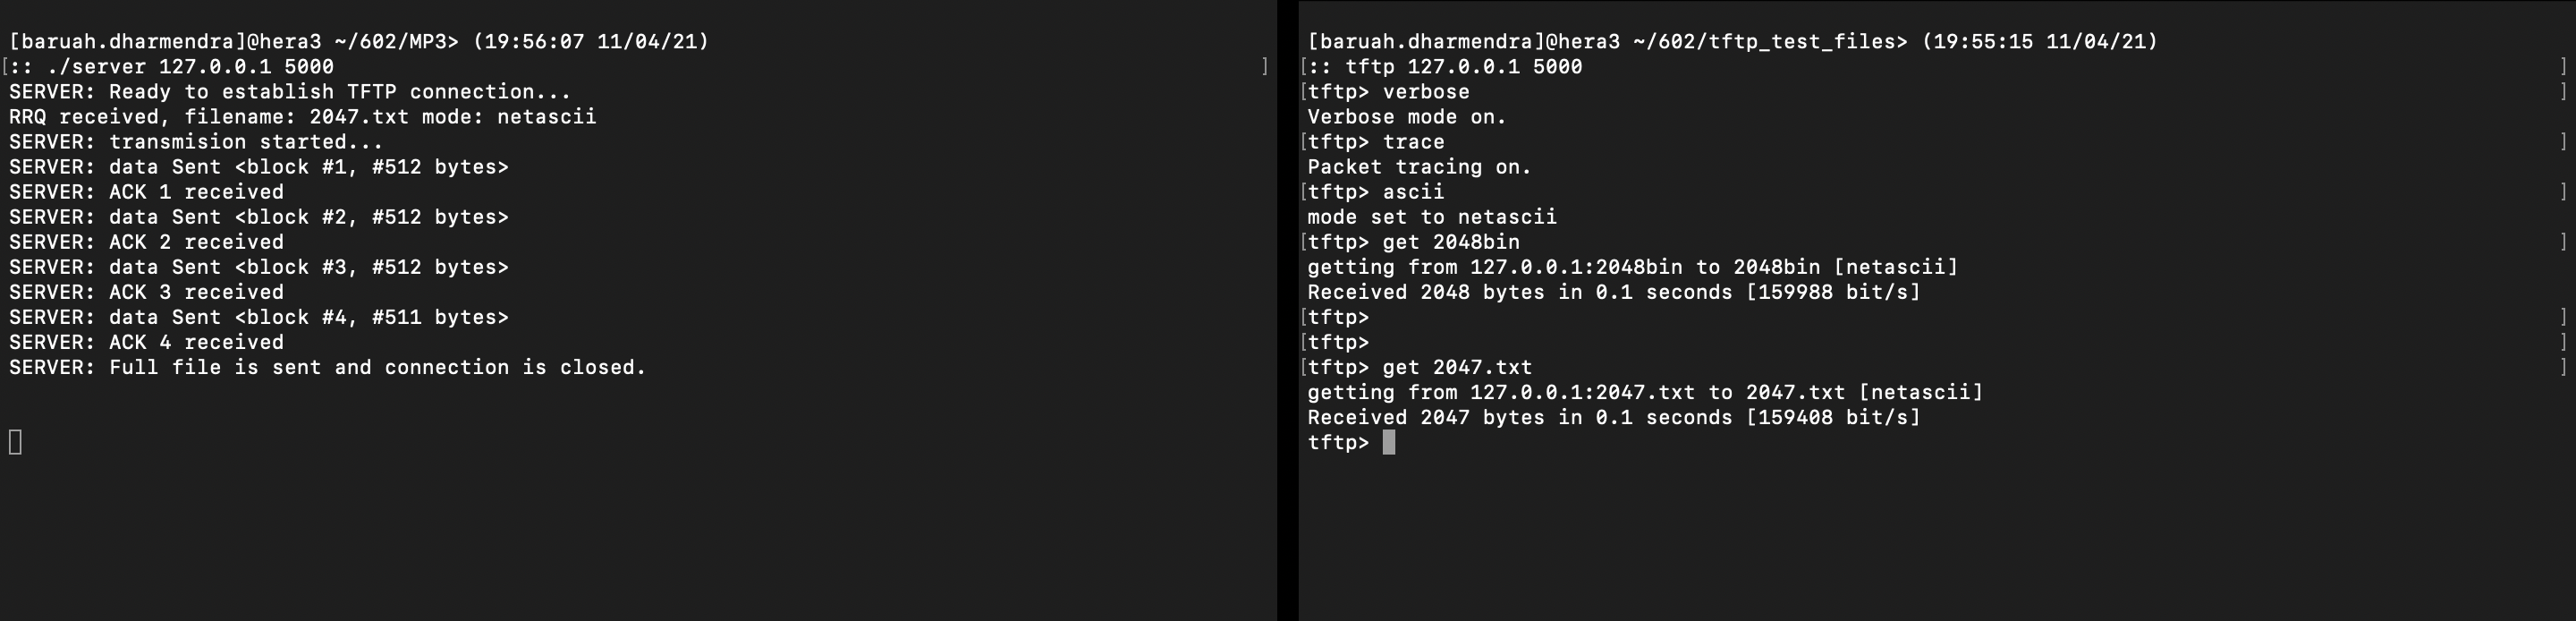 [baruah.dharmendra]@hera3 ~/602/MP3> (19:56:07 11/04/21)
[:: ./server 127.0.0.1 5000 ]
SERVER: Ready to establish TFTP connection...
RRQ received, filename: 2047.txt mode: netascii
SERVER: transmision started...
SERVER: data Sent <block #1, #512 bytes>
SERVER: ACK 1 received
SERVER: data Sent <block #2, #512 bytes>
SERVER: ACK 2 received
SERVER: data Sent <block #3, #512 bytes>
SERVER: ACK 3 received
SERVER: data Sent <block #4, #511 bytes>
SERVER: ACK 4 received
SERVER: Full file is sent and connection is closed.
[baruah.dharmendra]@hera3 ~/602/tftp_test_files> (19:55:15 11/04/21)
[:: tftp 127.0.0.1 5000 ]
[tftp> verbose ]
Verbose mode on.
[tftp> trace ]
Packet tracing on.
[tftp> ascii ]
mode set to netascii
[tftp> get 2048bin ]
getting from 127.0.0.1:2048bin to 2048bin [netascii]
Received 2048 bytes in 0.1 seconds [159988 bit/s]
[tftp> ]
[tftp> ]
[tftp> get 2047.txt ]
getting from 127.0.0.1:2047.txt to 2047.txt [netascii]
Received 2047 bytes in 0.1 seconds [159408 bit/s]
tftp>